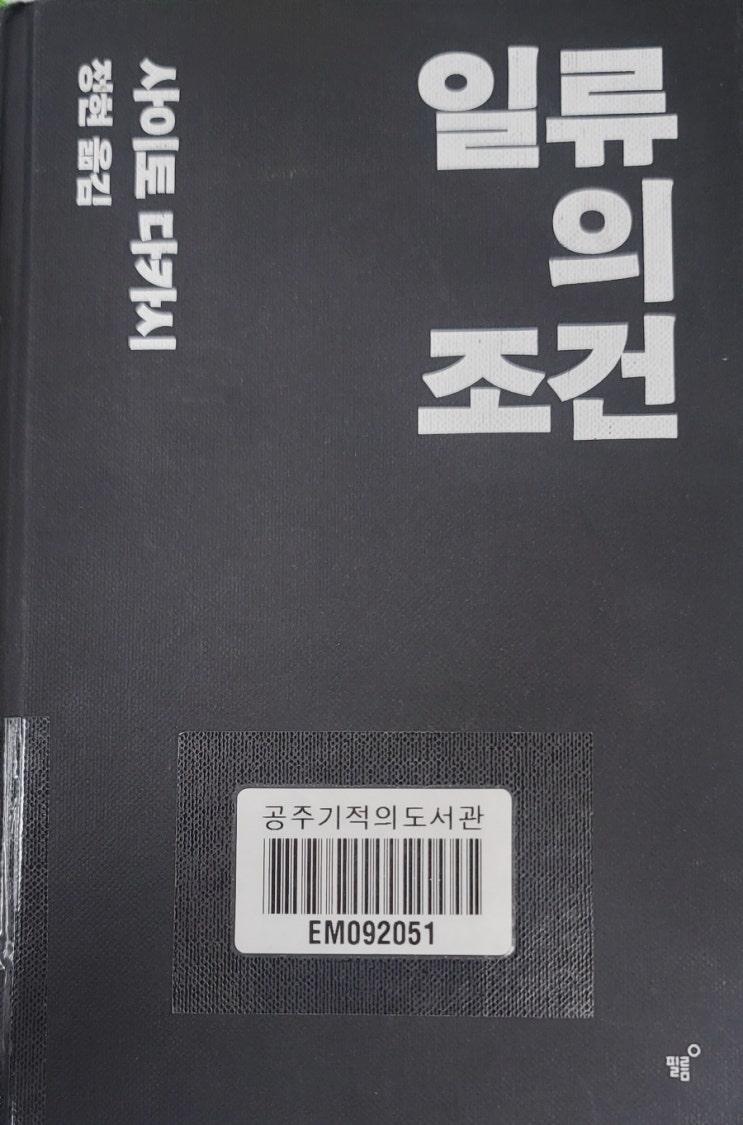 일류
의
조건
사이토 다카시
정현 옮김
공주기적의도서관
EM092051
필름